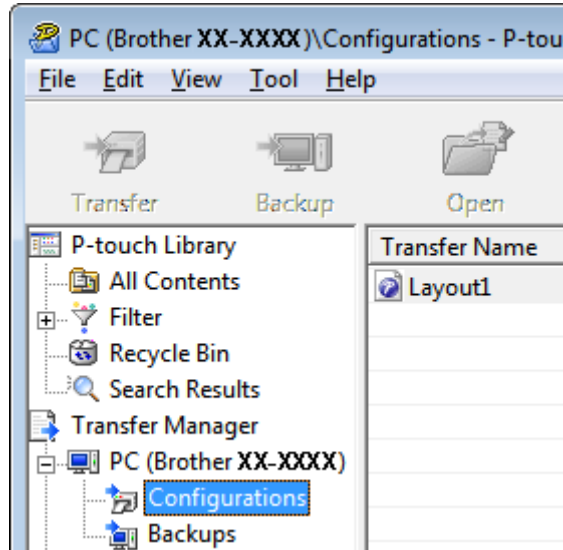 PC (Brother XX-XXXX)\Configurations - P-tou
File Edit View Tool Help
Transfer Backup Open
P-touch Library
All Contents
Filter
Recycle Bin
Search Results
Transfer Manager
PC (Brother XX-XXXX)
Configurations
Backups
Transfer Name
Layout1